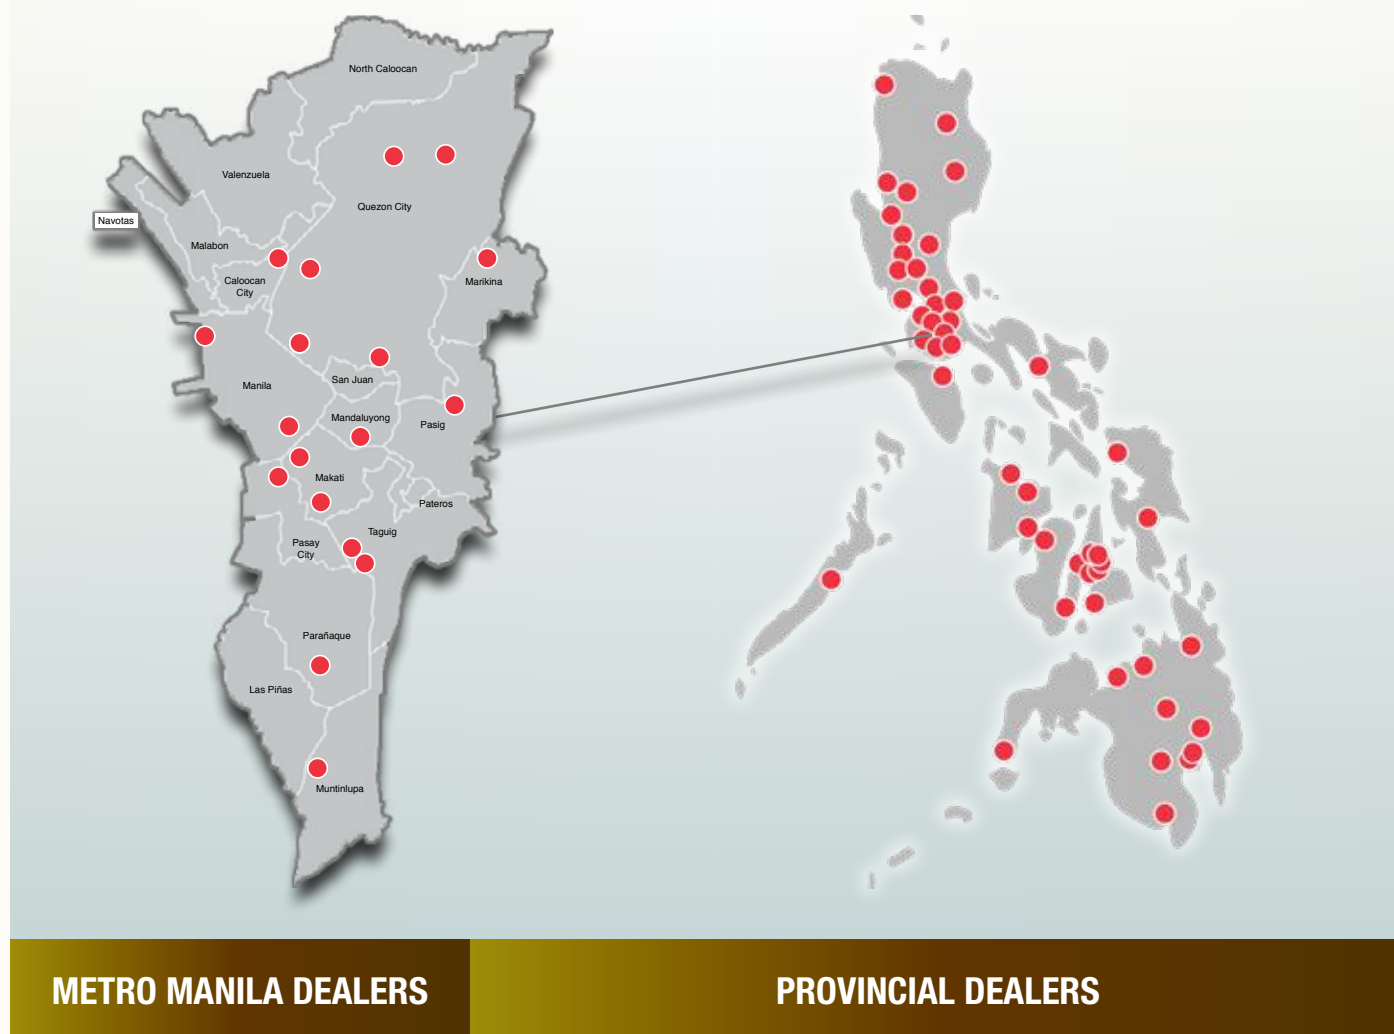 North Caloocan
Valenzuela
Quezon City
Navotas
Malabon
Caloocan
City
Marikina
Manila
San Juan
Mandaluyong
Pasig
Makati
Pateros
Taguig
Pasay
City
Parañaque
Las Piñas
Muntinlupa
METRO MANILA DEALERS
PROVINCIAL DEALERS